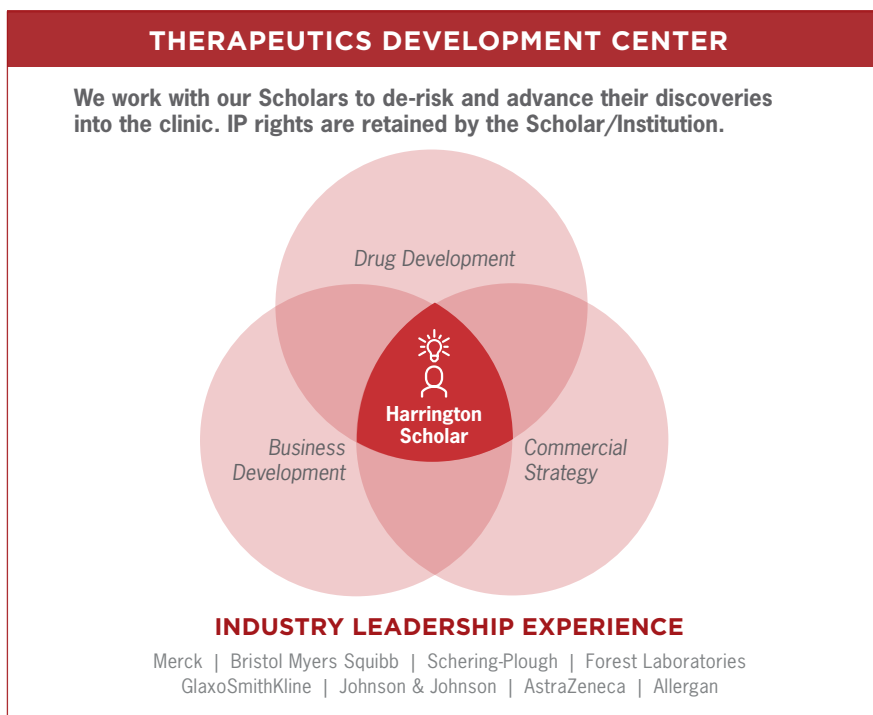 THERAPEUTICS DEVELOPMENT CENTER
We work with our Scholars to de-risk and advance their discoveries
into the clinic. IP rights are retained by the Scholar/Institution.
Drug Development
Harrington
Scholar
Business
Development
Commercial
Strategy
INDUSTRY LEADERSHIP EXPERIENCE
Merck | Bristol Myers Squibb | Schering-Plough | Forest Laboratories
GlaxoSmithKline | Johnson & Johnson | AstraZeneca | Allergan